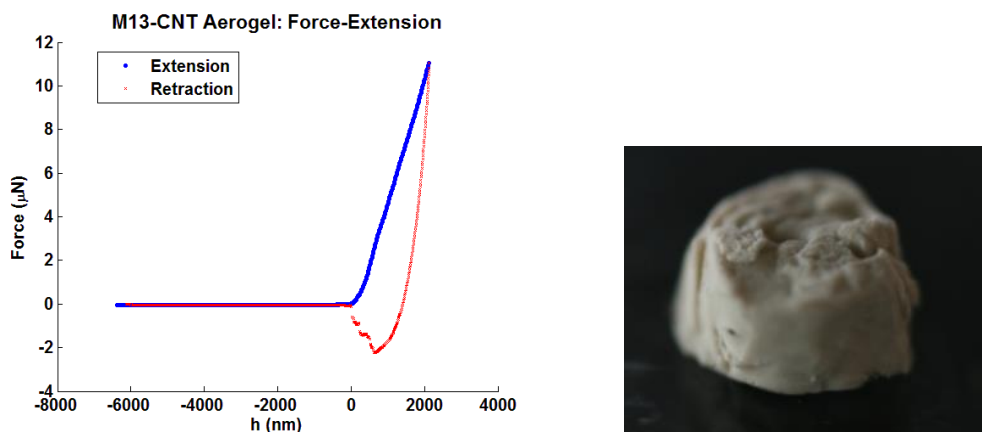 M13-CNT Aerogel: Force-Extension
12
Extension
Retraction
10
8
6
4
2
0
-2
-4
Force (µN)
-8000 -6000 -4000 -2000 0 2000 4000
h (nm)